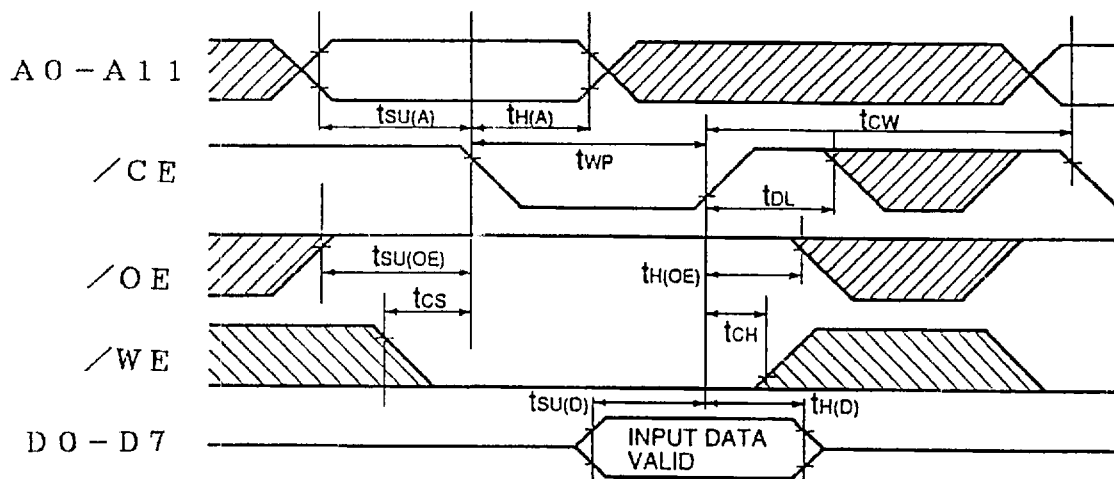 A0-A11
tSU(A)
tH(A)
tCW
/CE
tWP
tDL
/OE
tSU(OE)
tH(OE)
tCS
tCH
/WE
tSU(D)
tH(D)
D0-D7
INPUT DATA
VALID